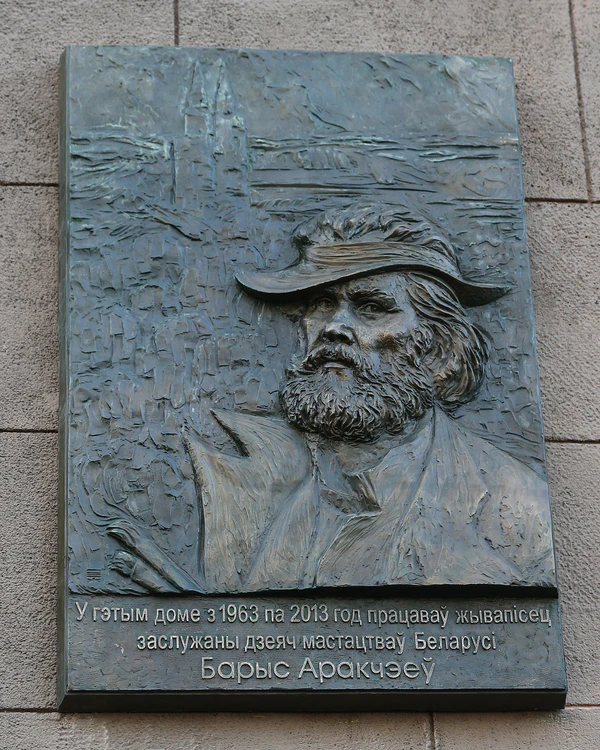 У гэтым доме з 1963 па 2013 год працаваў жывапісец
заслужаны дзеяч мастацтваў Беларусі
Барыс Аракчэеў